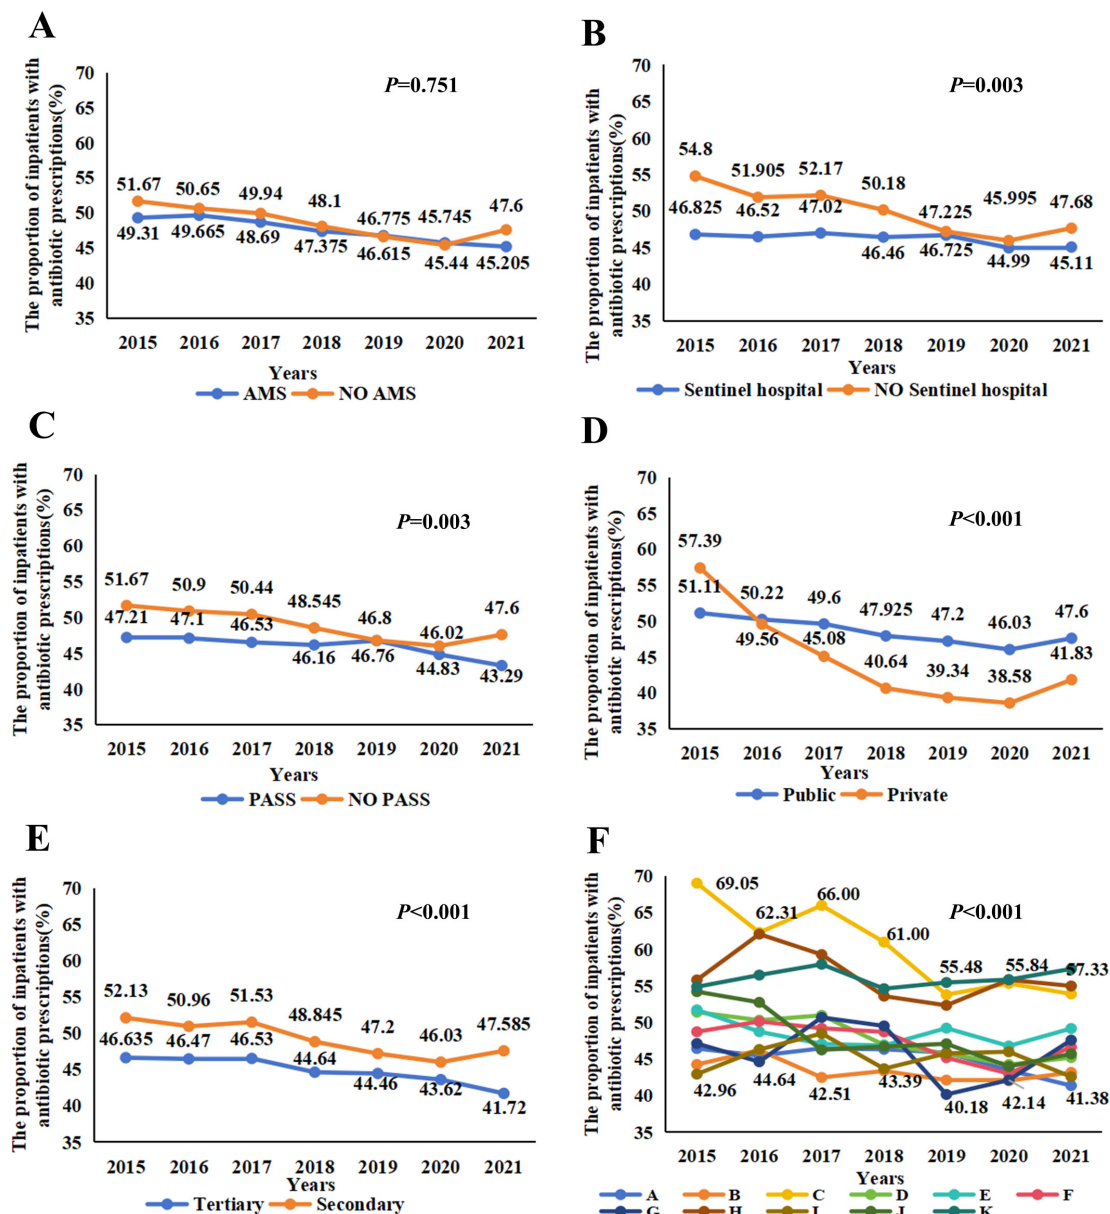 A
The proportion of inpatients with
antibiotic prescriptions(%)
70
65
60
55
50
45
40
35
P=0.751
51.67 50.65 49.94 48.1 46.775 45.745 47.6
49.31 49.665 48.69 47.375 46.615 45.44 45.205
2015 2016 2017 2018 2019 2020 2021
Years
AMS NO AMS
B
The proportion of inpatients with
antibiotic prescriptions(%)
70
65
60
55
50
45
40
35
P=0.003
54.8 51.905 52.17 50.18 47.225 45.995 47.68
46.825 46.52 47.02 46.46 46.725 44.99 45.11
2015 2016 2017 2018 2019 2020 2021
Years
Sentinel hospital NO Sentinel hospital
C
The proportion of inpatients with
antibiotic prescriptions(%)
70
65
60
55
50
45
40
35
P=0.003
51.67 50.9 50.44 48.545 46.8 46.02 47.6
47.21 47.1 46.53 46.16 46.76 44.83 43.29
2015 2016 2017 2018 2019 2020 2021
Years
PASS NO PASS
D
The proportion of inpatients with
antibiotic prescriptions(%)
70
65
60
55
50
45
40
35
P<0.001
57.39
51.11 50.22 49.6 47.925 47.2 46.03 47.6
49.56 45.08 40.64 39.34 38.58 41.83
2015 2016 2017 2018 2019 2020 2021
Years
Public Private
E
The proportion of inpatients with
antibiotic prescriptions(%)
70
65
60
55
50
45
40
35
P<0.001
52.13 50.96 51.53 48.845 47.2 46.03 47.585
46.635 46.47 46.53 44.64 44.46 43.62 41.72
2015 2016 2017 2018 2019 2020 2021
Years
Tertiary Secondary
F
The proportion of inpatients with
antibiotic prescriptions(%)
70
65
60
55
50
45
40
35
P<0.001
69.05 62.31 66.00 61.00 55.48 55.84 57.33
42.96 44.64 42.51 43.39 40.18 42.14 41.38
2015 2016 2017 2018 2019 2020 2021
Years
A B C D E F
G H I J K